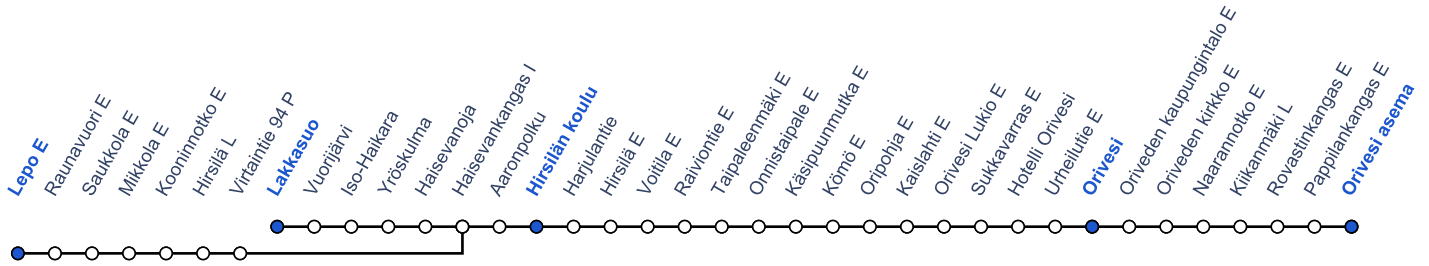 Lepo E
Raunavuori E
Saukkola E
Mikkola E
Kooninnotko E
Hirsilä L
Virtaintie 94 P
Lakkasuo
Vuorijärvi
Iso-Haikara
Yröskulma
Haisevanoja
Haisevankangas I
Aaronpolku
Hirsilän koulu
Harjulantie
Hirsilä E
Voitila E
Raiviontie E
Taipaleenmäki E
Onnistaipale E
Käsipuunmutka E
Kömö E
Oripohja E
Kaislahti E
Orivesi Lukio E
Sukkavarras E
Hotelli Orivesi
Urheilutie E
Orivesi
Oriveden kaupungintalo E
Oriveden kirkko E
Naarannotko E
Kiikanmäki L
Rovastinkangas E
Pappilankangas E
Orivesi asema